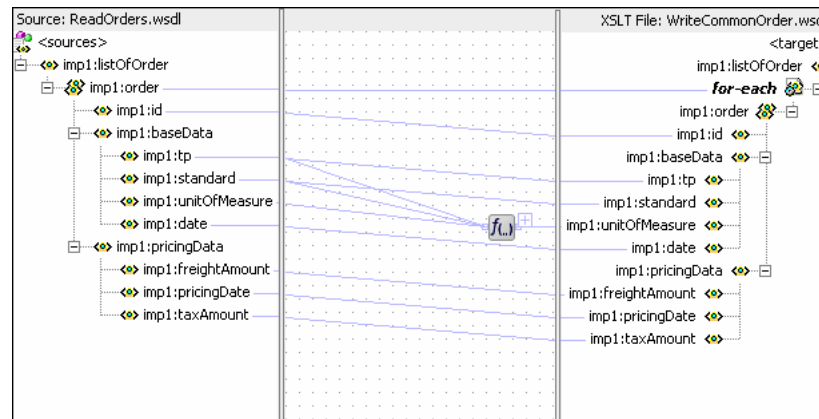 Source: ReadOrders.wsdl
<sources>
imp1:listOfOrder
imp1:order
imp1:id
imp1:baseData
imp1:tp
imp1:standard
imp1:unitOfMeasure
imp1:date
imp1:pricingData
imp1:freightAmount
imp1:pricingDate
imp1:taxAmount
f(..)
XSLT File: WriteCommonOrder.wsd
<target
imp1:listOfOrder
for-each
imp1:order
imp1:id
imp1:baseData
imp1:tp
imp1:standard
imp1:unitOfMeasure
imp1:date
imp1:pricingData
imp1:freightAmount
imp1:pricingDate
imp1:taxAmount